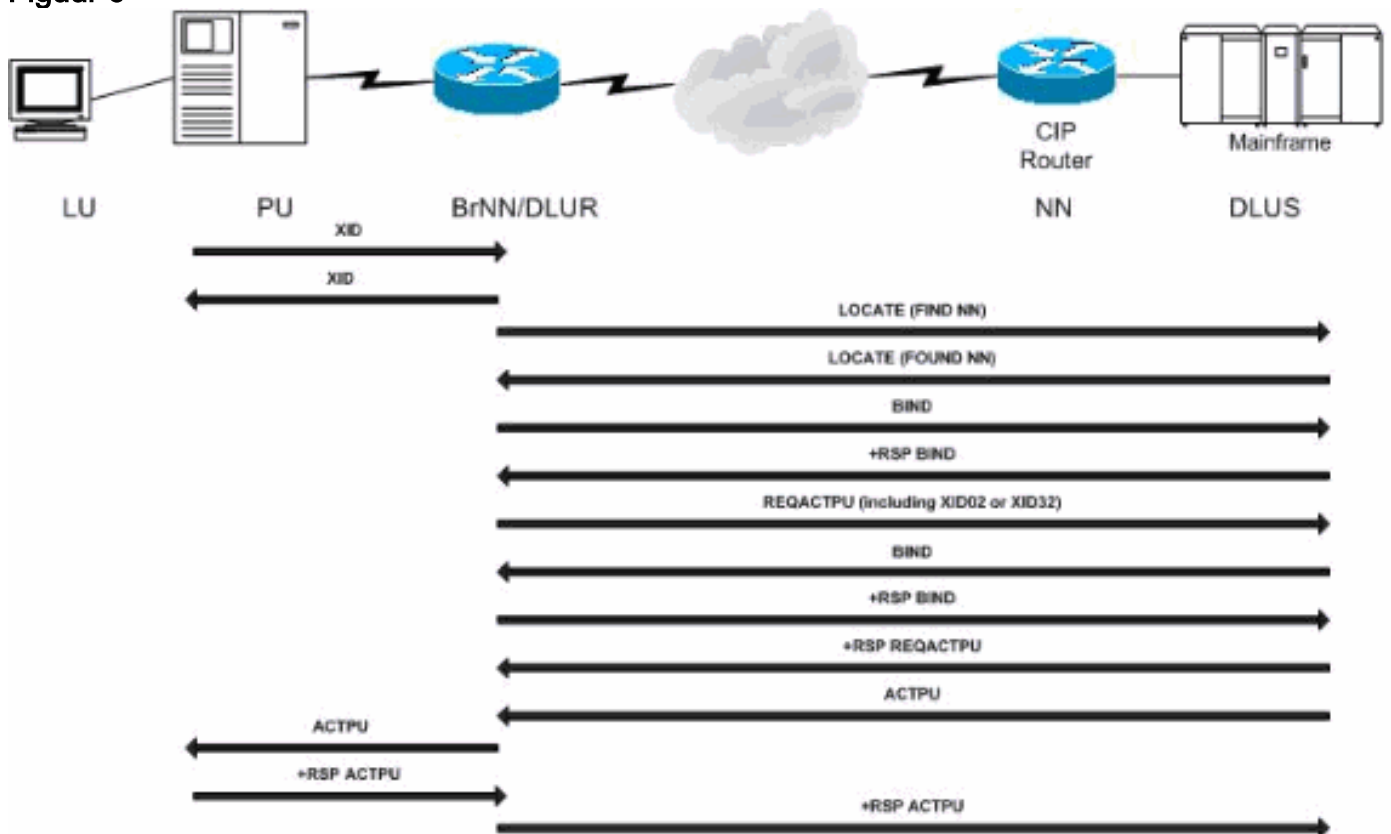 CIP
Router
Mainframe
LU PU BrNN/DLUR NN DLUS
XID
XID
LOCATE (FIND NN)
LOCATE (FOUND NN)
BIND
+RSP BIND
REQACTPU (including XID02 or XID32)
BIND
+RSP BIND
+RSP REQACTPU
ACTPU
ACTPU
+RSP ACTPU
+RSP ACTPU